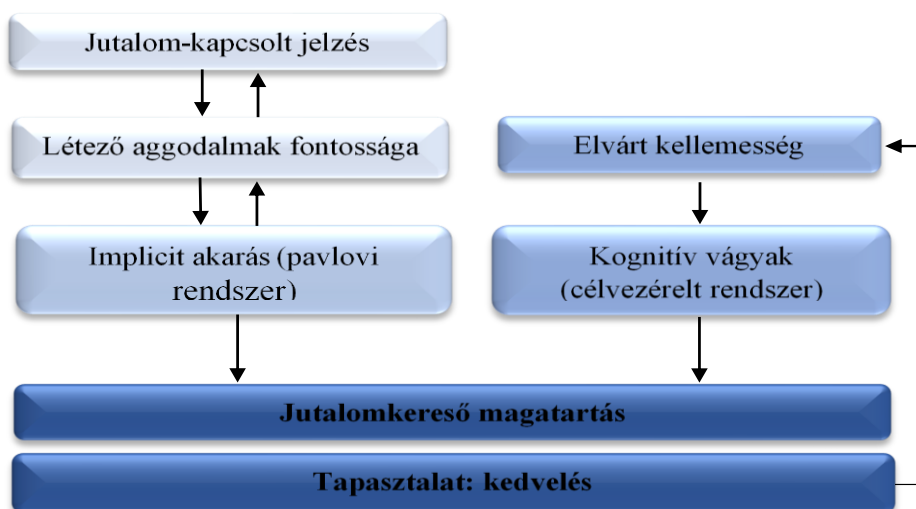 Jutalom-kapcsolt jelzés
Létező aggodalmak fontossága
Implicit akarás (pavlovi
rendszer)
Elvárt kellemesség
Kognitív vágyak
(célvezérelt rendszer)
Jutalomkereső magatartás
Tapasztalat: kedvelés